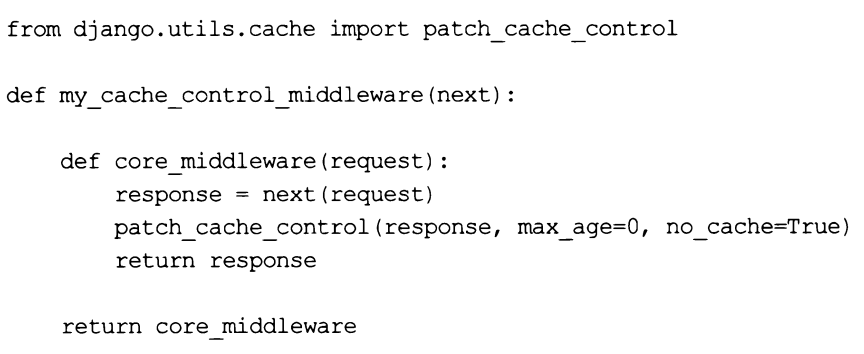 from django.utils.cache import patch_cache_control
def my_cache_control_middleware(next):
    def core_middleware(request):
        response = next(request)
        patch_cache_control(response, max_age=0, no_cache=True)
        return response
    return core_middleware